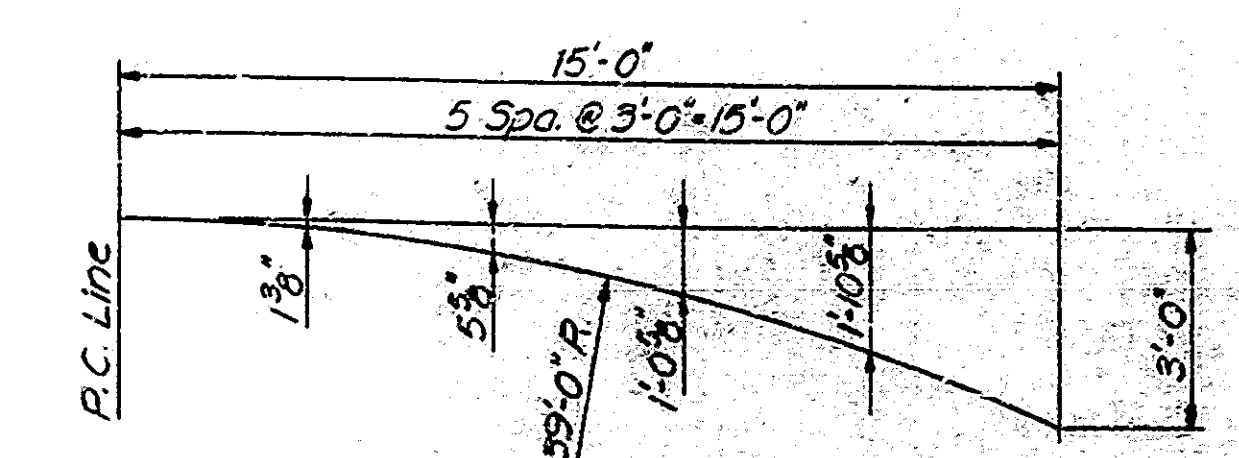 15'-0"
5 Spa. @ 3'-0"=15'-0"
P.C. Line
1 3/8"
5 5/8"
39'-0" R.
1'-0 5/8"
1'-10 5/8"
3'-0"